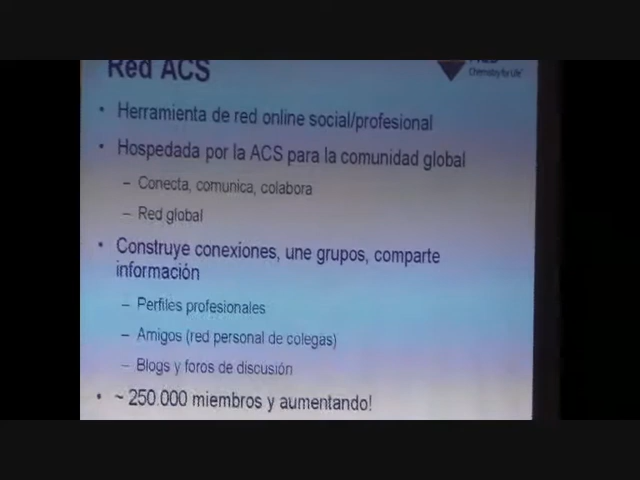 Red ACS
Chemistry for Life®
• Herramienta de red online social/profesional
• Hospedada por la ACS para la comunidad global
– Conecta, comunica, colabora
– Red global
• Construye conexiones, une grupos, comparte
información
– Perfiles profesionales
– Amigos (red personal de colegas)
– Blogs y foros de discusión
• ~ 250.000 miembros y aumentando!